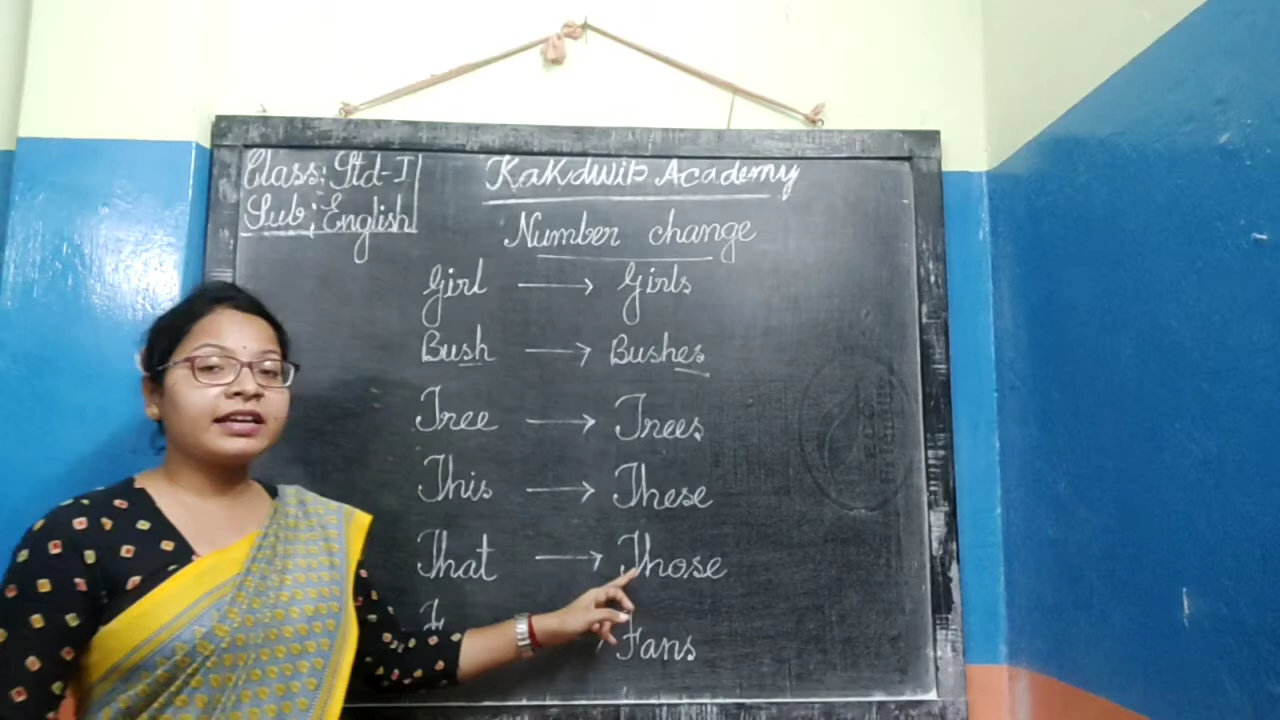 Class: Std-I
Sub; English
Kakdwip Academy
Number change
Girl → Girls
Bush → Bushes
Tree → Trees
This → These
That → Those
Fans